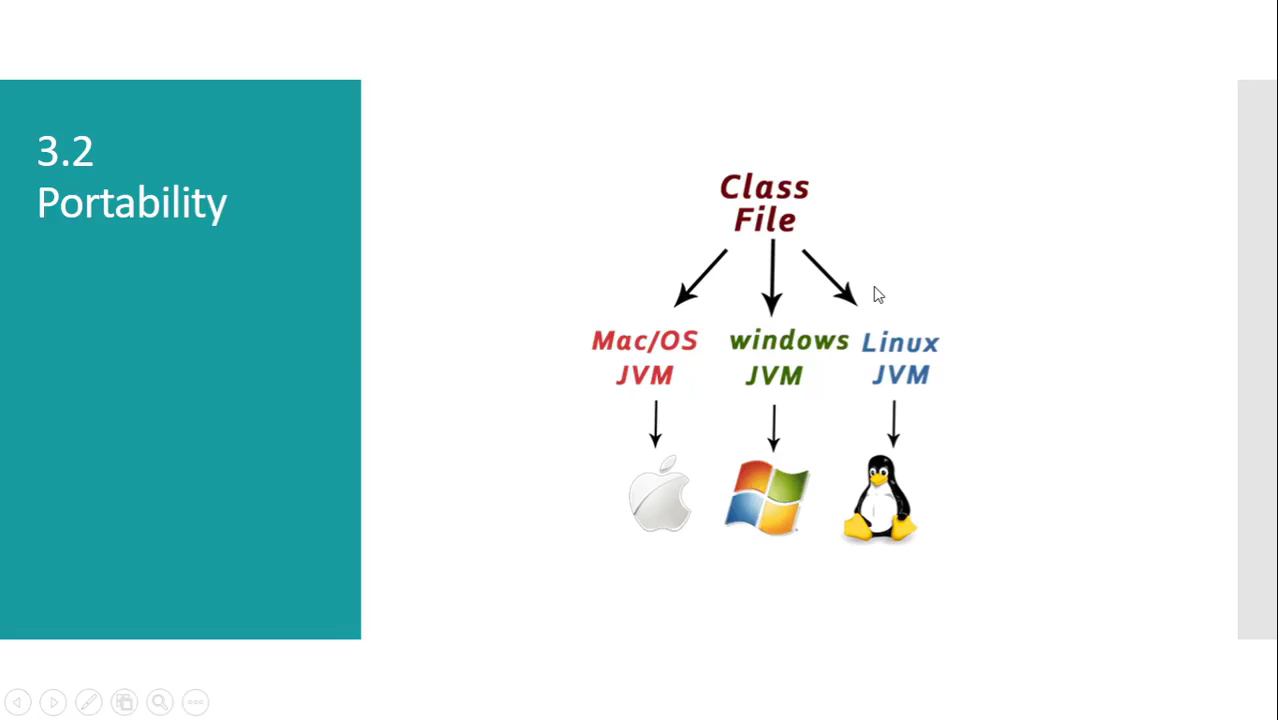 3.2
Portability
Class
File
Mac/OS
JVM
windows
JVM
Linux
JVM